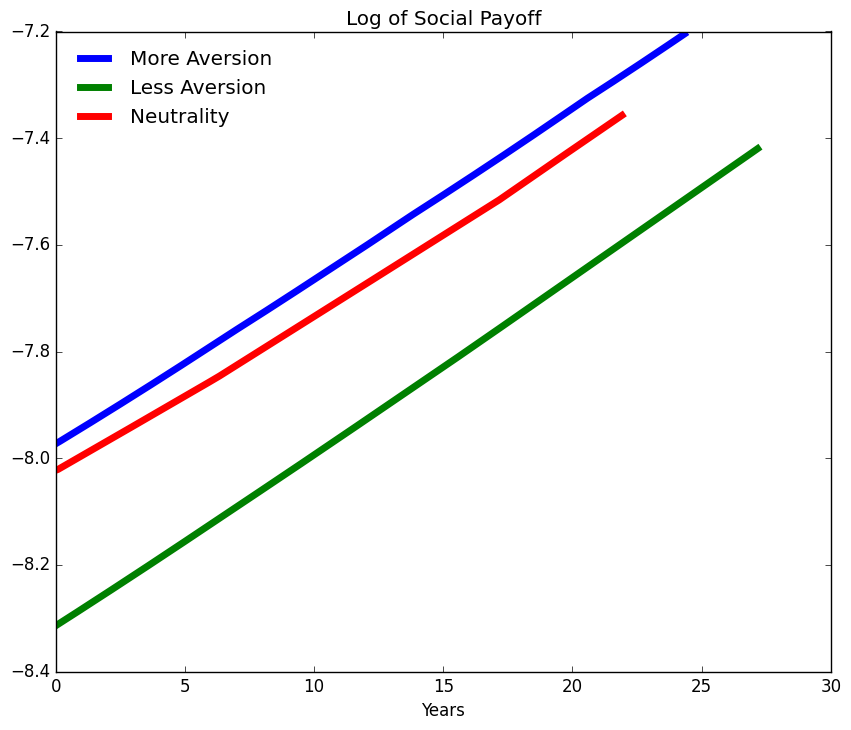 Log of Social Payoff
More Aversion
Less Aversion
Neutrality
−7.2
−7.4
−7.6
−7.8
−8.0
−8.2
−8.4
0 5 10 15 20 25 30
Years